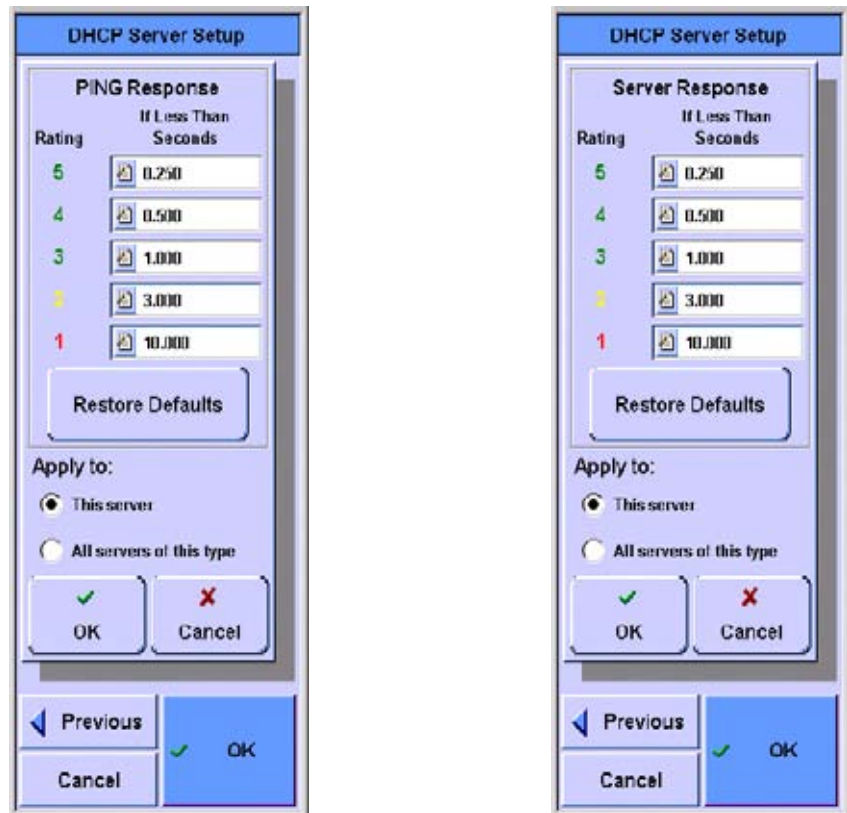 DHCP Server Setup
PING Response
If Less Than
Rating Seconds
5 0.250
4 0.500
3 1.000
2 3.000
1 10.000
Restore Defaults
Apply to:
This server
All servers of this type
OK Cancel
Previous
OK
Cancel
DHCP Server Setup
Server Response
If Less Than
Rating Seconds
5 0.250
4 0.500
3 1.000
2 3.000
1 10.000
Restore Defaults
Apply to:
This server
All servers of this type
OK Cancel
Previous
OK
Cancel